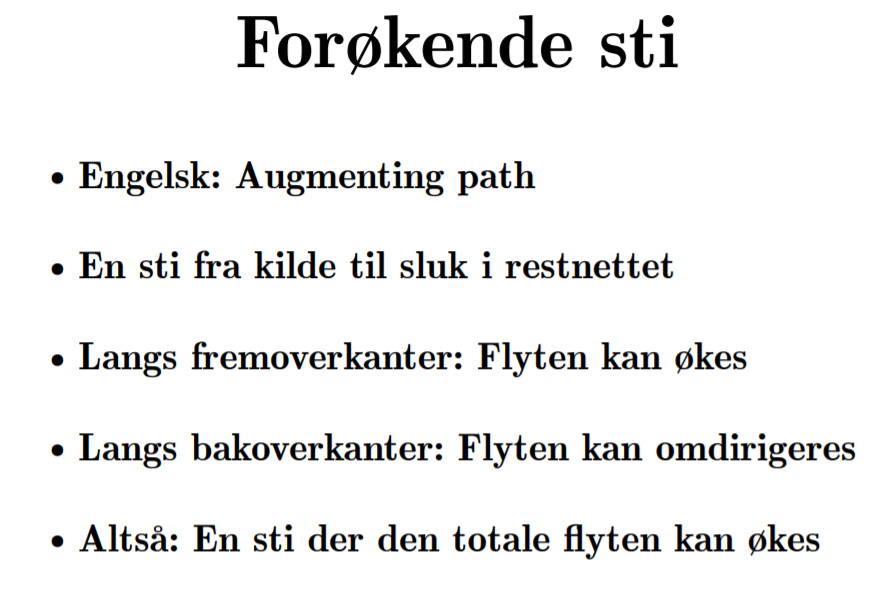 Forøkende sti
• Engelsk: Augmenting path
• En sti fra kilde til sluk i restnettet
• Langs fremoverkanter: Flyten kan økes
• Langs bakoverkanter: Flyten kan omdirigeres
• Altså: En sti der den totale flyten kan økes